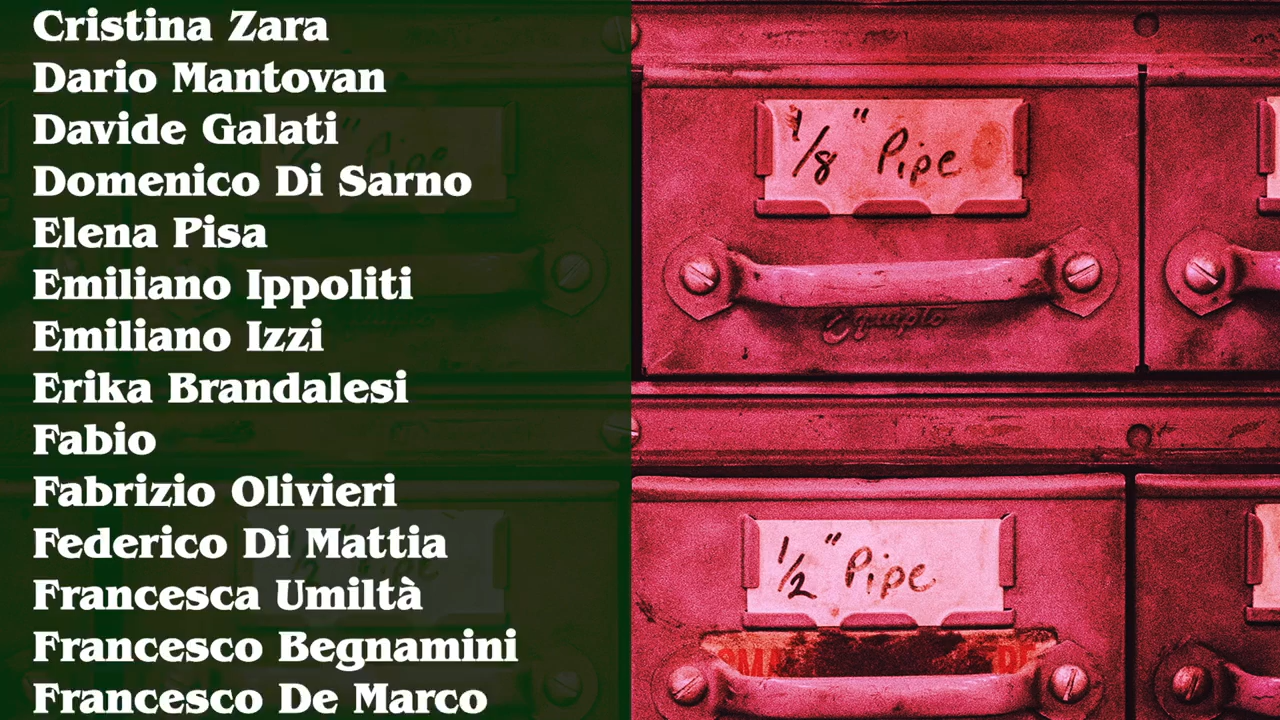 Cristina Zara
Dario Mantovan
Davide Galati
Domenico Di Sarno
Elena Pisa
Emiliano Ippoliti
Emiliano Izzi
Erika Brandalesi
Fabio
Fabrizio Olivieri
Federico Di Mattia
Francesca Umiltà
Francesco Begnamini
Francesco De Marco
1/8" Pipe
Equipto
1/2" Pipe